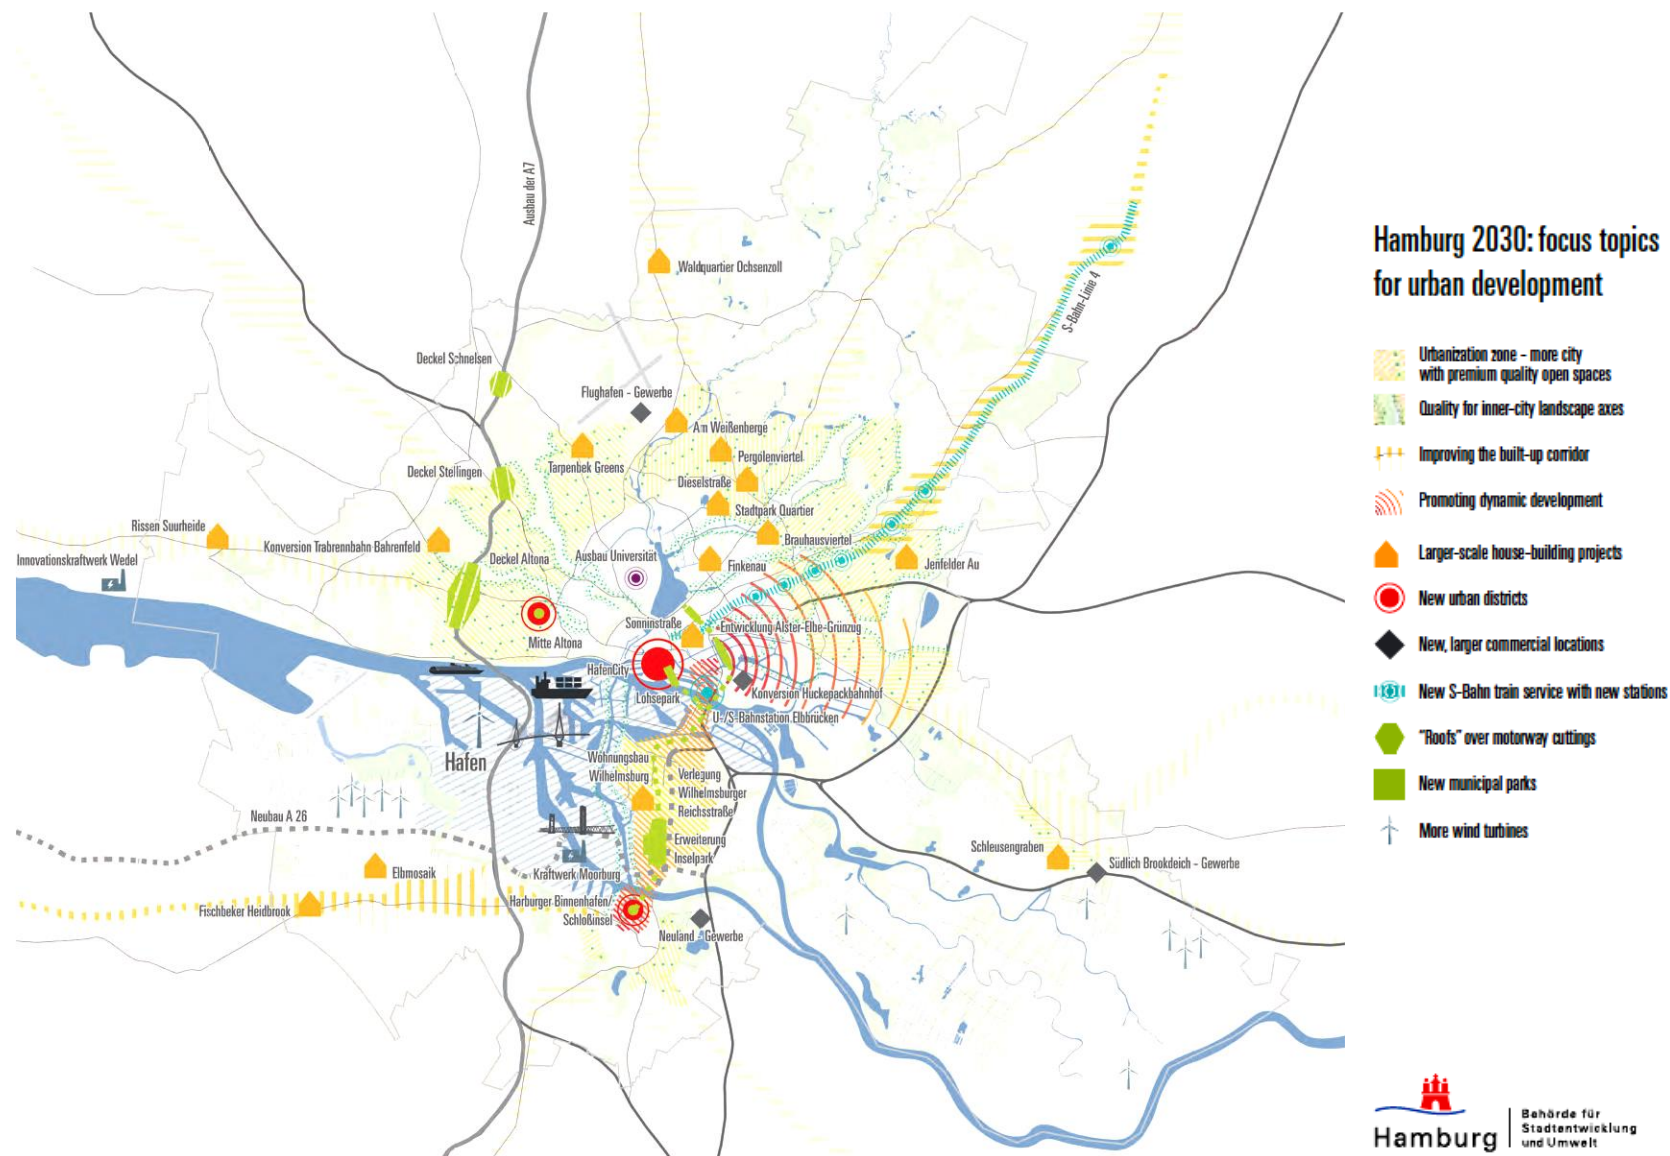 Ausbau der A7
Waldquartier Ochsenzoll
S-Bahn-Linie 4
Deckel Schnelsen
Flughafen - Gewerbe
Am Weißenberge
Pergolenviertel
Tarpenbek Greens
Deckel Stellingen
Dieselstraße
Stadtpark Quartier
Rissen Suurheide
Konversion Trabrennbahn Bahrenfeld
Brauhausviertel
Innovationskraftwerk Wedel
Deckel Altona
Ausbau Universität
Finkenau
Jenfelder Au
Mitte Altona
Sonninstraße
Entwicklung Alster-Elbe-Grünzug
HafenCity
Lohsepark
Konversion Huckepackbahnhof
U-/S-Bahnstation Elbbrücken
Hafen
Wohnungsbau
Wilhelmsburg
Verlegung
Wilhelmsburger
Reichsstraße
Neubau A 26
Erweiterung
Inselpark
Elbmosaik
Kraftwerk Moorburg
Schleusengraben
Südlich Brookdeich - Gewerbe
Fischbeker Heidbrook
Harburger Binnenhafen/
Schloßinsel
Neuland - Gewerbe
Hamburg 2030: focus topics
for urban development
Urbanization zone - more city
with premium quality open spaces
Quality for inner-city landscape axes
Improving the built-up corridor
Promoting dynamic development
Larger-scale house-building projects
New urban districts
New, larger commercial locations
New S-Bahn train service with new stations
"Roofs" over motorway cuttings
New municipal parks
More wind turbines
Hamburg
Behörde für
Stadtentwicklung
und Umwelt